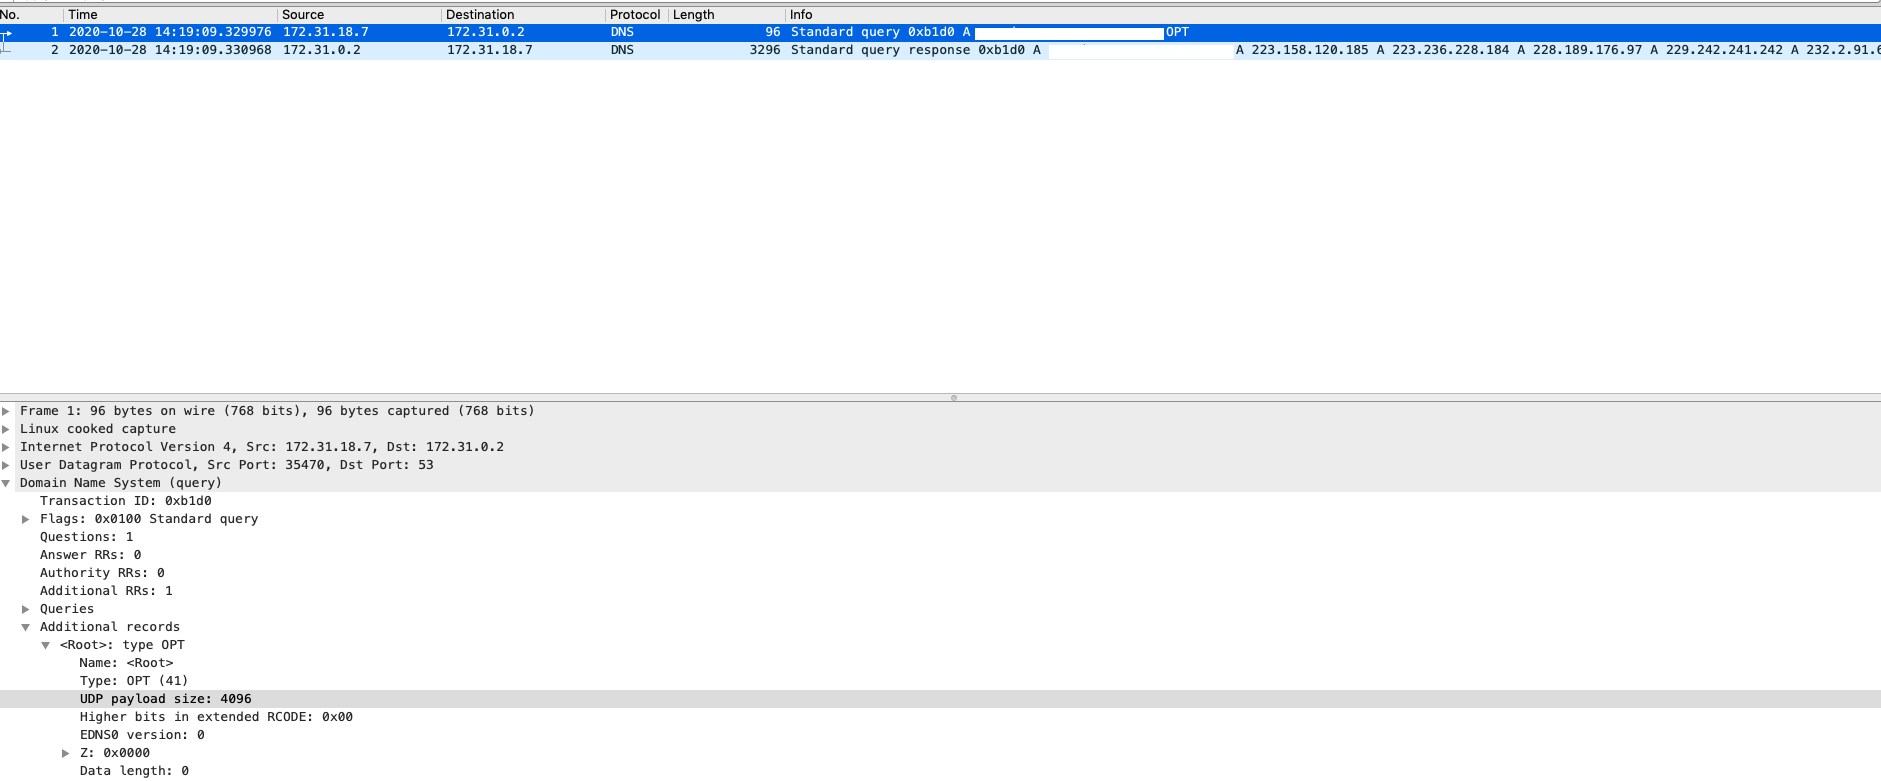 No. Time Source Destination Protocol Length Info
1 2020-10-28 14:19:09.329976 172.31.18.7 172.31.0.2 DNS 96 Standard query 0xb1d0 A OPT
2 2020-10-28 14:19:09.330968 172.31.0.2 172.31.18.7 DNS 3296 Standard query response 0xb1d0 A A 223.158.120.185 A 223.236.228.184 A 228.189.176.97 A 229.242.241.242 A 232.2.91.6
Frame 1: 96 bytes on wire (768 bits), 96 bytes captured (768 bits)
Linux cooked capture
Internet Protocol Version 4, Src: 172.31.18.7, Dst: 172.31.0.2
User Datagram Protocol, Src Port: 35470, Dst Port: 53
Domain Name System (query)
Transaction ID: 0xb1d0
Flags: 0x0100 Standard query
Questions: 1
Answer RRs: 0
Authority RRs: 0
Additional RRs: 1
Queries
Additional records
<Root>: type OPT
Name: <Root>
Type: OPT (41)
UDP payload size: 4096
Higher bits in extended RCODE: 0x00
EDNS0 version: 0
Z: 0x0000
Data length: 0